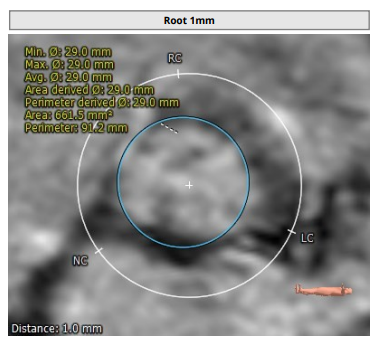 Root 1mm
Min. Ø: 29.0 mm
Max. Ø: 29.0 mm
Avg. Ø: 29.0 mm
Area derived Ø: 29.0 mm
Perimeter derived Ø: 29.0 mm
Area: 661.5 mm²
Perimeter: 91.2 mm
RC
LC
NC
Distance: 1.0 mm